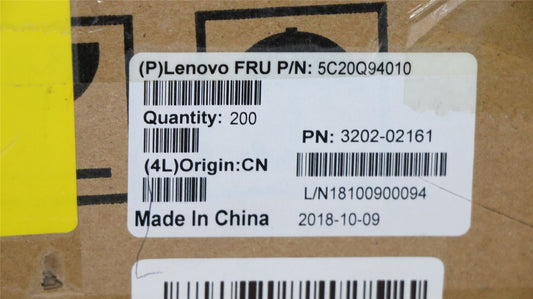 (P)Lenovo FRU P/N: 5C20Q94010
Quantity: 200
PN: 3202-02161
(4L)Origin:CN
L/N18100900094
Made In China
2018-10-09